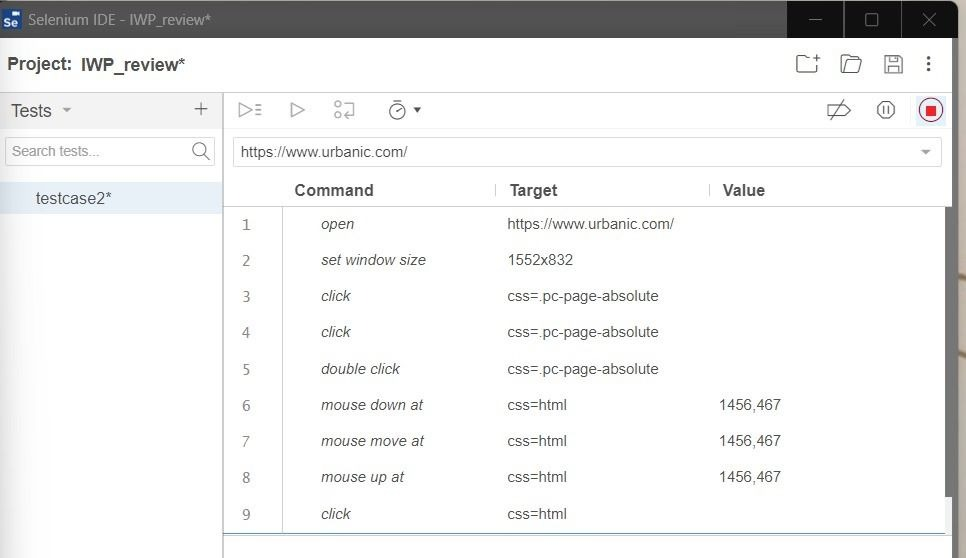 Se Selenium IDE - IWP_review*
Project: IWP_review*
Tests
Search tests...
https://www.urbanic.com/
testcase2*
Command Target Value
1 open https://www.urbanic.com/
2 set window size 1552x832
3 click css=.pc-page-absolute
4 click css=.pc-page-absolute
5 double click css=.pc-page-absolute
6 mouse down at css=html 1456,467
7 mouse move at css=html 1456,467
8 mouse up at css=html 1456,467
9 click css=html